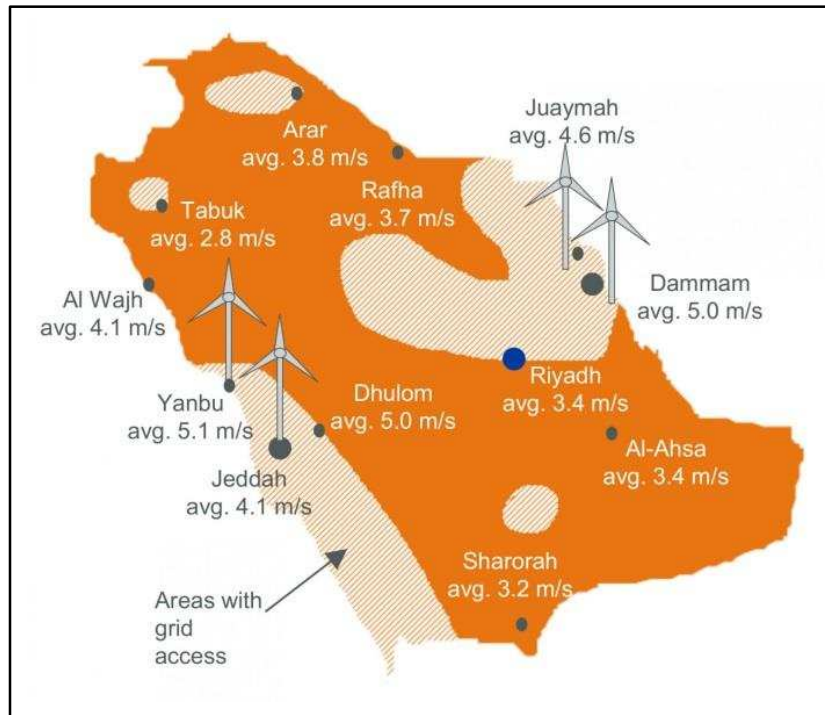 Juaymah
avg. 4.6 m/s
Arar
avg. 3.8 m/s
Rafha
avg. 3.7 m/s
Tabuk
avg. 2.8 m/s
Al Wajh
avg. 4.1 m/s
Dammam
avg. 5.0 m/s
Yanbu
avg. 5.1 m/s
Dhulom
avg. 5.0 m/s
Riyadh
avg. 3.4 m/s
Jeddah
avg. 4.1 m/s
Al-Ahsa
avg. 3.4 m/s
Sharorah
avg. 3.2 m/s
Areas with
grid
access